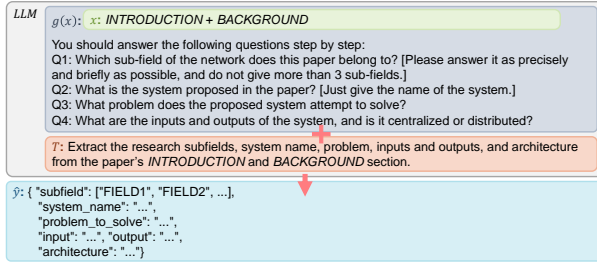 LLM
g(x): x: INTRODUCTION + BACKGROUND
You should answer the following questions step by step:
Q1: Which sub-field of the network does this paper belong to? [Please answer it as precisely
and briefly as possible, and do not give more than 3 sub-fields.]
Q2: What is the system proposed in the paper? [Just give the name of the system.]
Q3: What problem does the proposed system attempt to solve?
Q4: What are the inputs and outputs of the system, and is it centralized or distributed?
T: Extract the research subfields, system name, problem, inputs and outputs, and architecture
from the paper's INTRODUCTION and BACKGROUND section.
ŷ: { "subfield": ["FIELD1", "FIELD2", ...],
"system_name": "...",
"problem_to_solve": "...",
"input": "...", "output": "...",
"architecture": "..."}